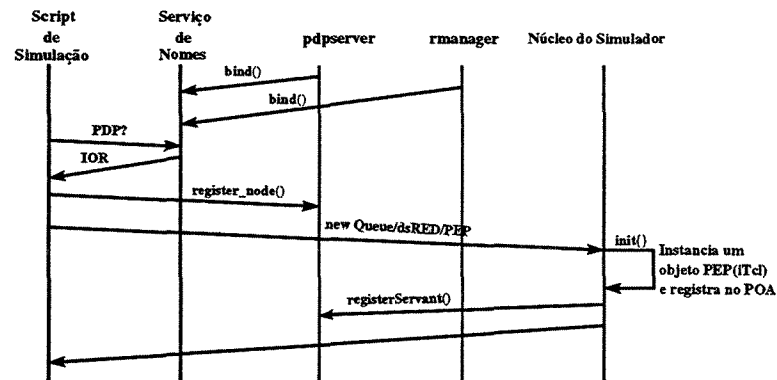 Script
de
Simulação
Serviço
de
Nomes
pdpserver
rmanager
Núcleo do Simulador
bind()
bind()
PDP?
IOR
register_node()
new Queue/dsRED/PEP
init()
Instancia um
objeto PEP(iTcl)
e registra no POA
registerServant()